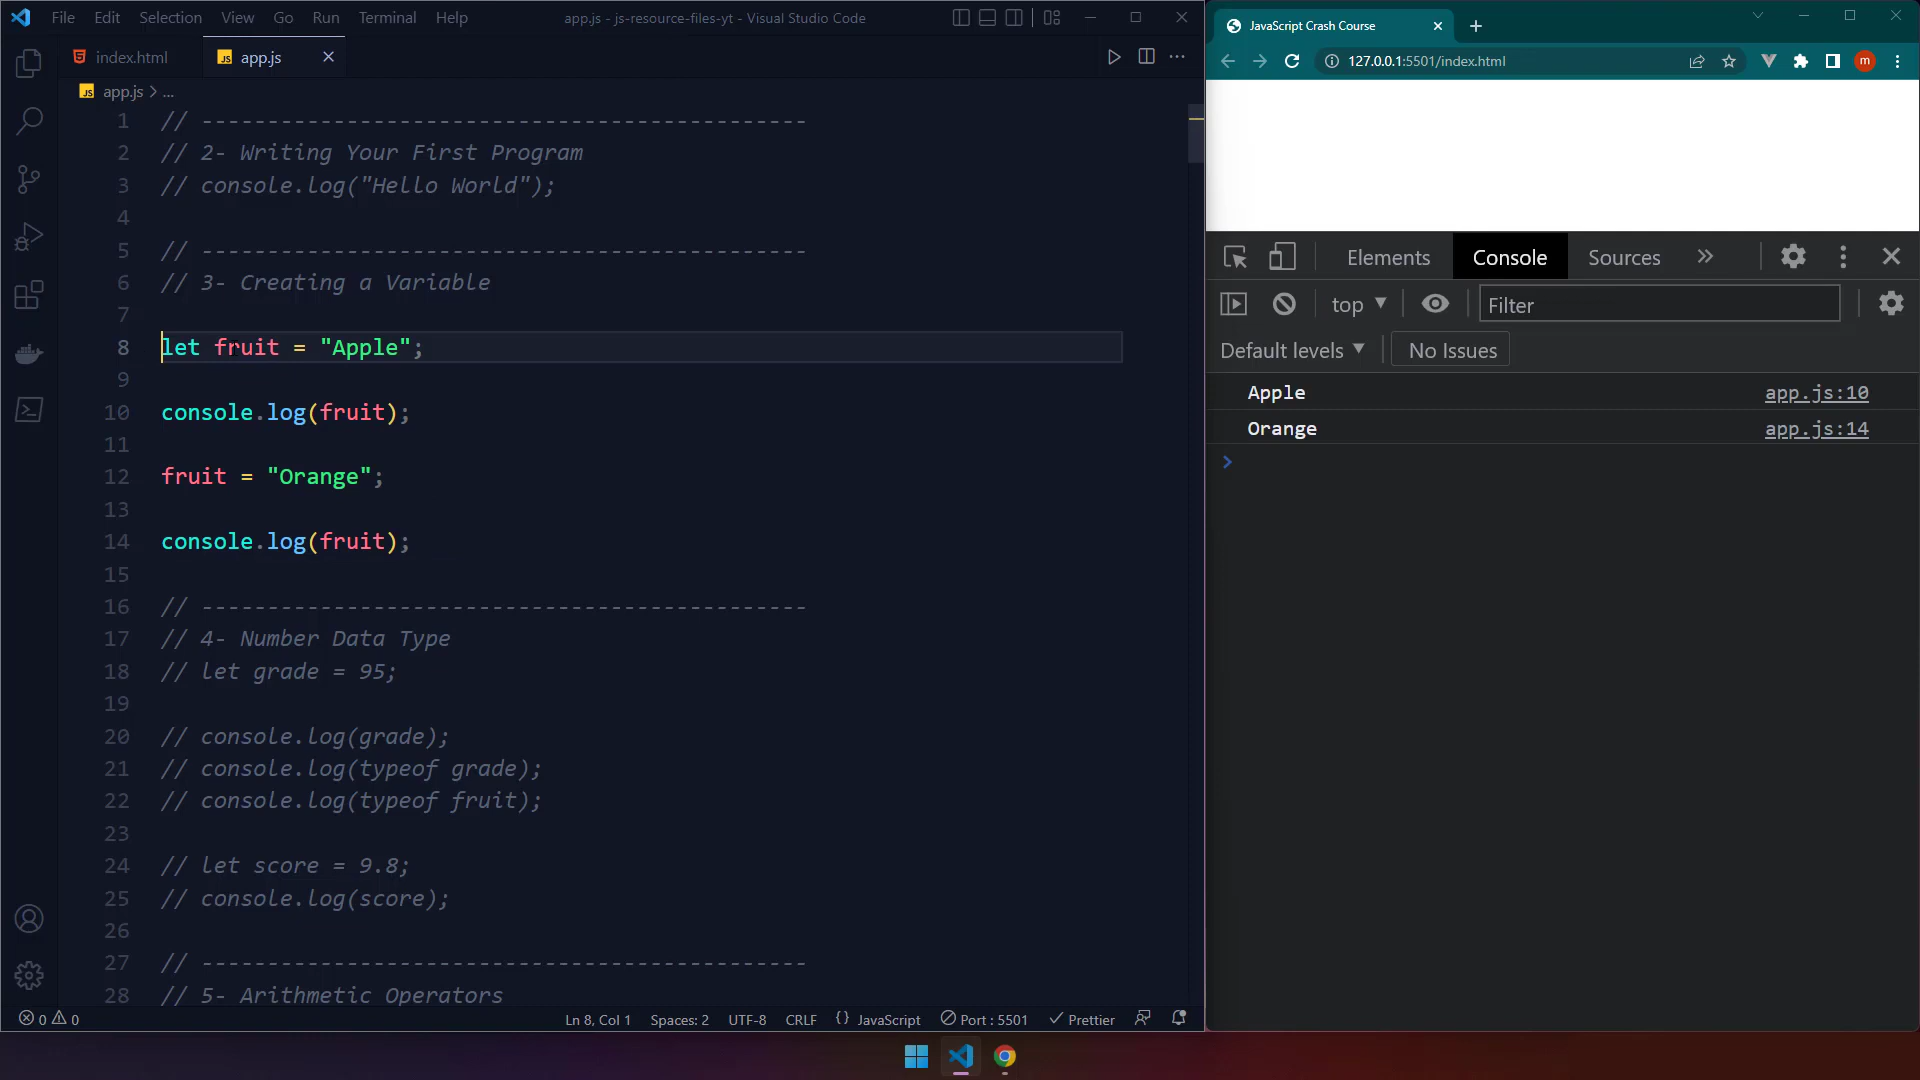 File Edit Selection View Go Run Terminal Help
app.js - js-resource-files-yt - Visual Studio Code
index.html
JS app.js
JS app.js > ...
1 // ----------------------------------------------
2 // 2- Writing Your First Program
3 // console.log("Hello World");
4
5 // ----------------------------------------------
6 // 3- Creating a Variable
7
8 let fruit = "Apple";
9
10 console.log(fruit);
11
12 fruit = "Orange";
13
14 console.log(fruit);
15
16 // ----------------------------------------------
17 // 4- Number Data Type
18 // let grade = 95;
19
20 // console.log(grade);
21 // console.log(typeof grade);
22 // console.log(typeof fruit);
23
24 // let score = 9.8;
25 // console.log(score);
26
27 // ----------------------------------------------
28 // 5- Arithmetic Operators
0 0
Ln 8, Col 1 Spaces: 2 UTF-8 CRLF {} JavaScript Port : 5501 Prettier
JavaScript Crash Course
127.0.0.1:5501/index.html
m
Elements Console Sources »
top Filter
Default levels No Issues
Apple app.js:10
Orange app.js:14
>